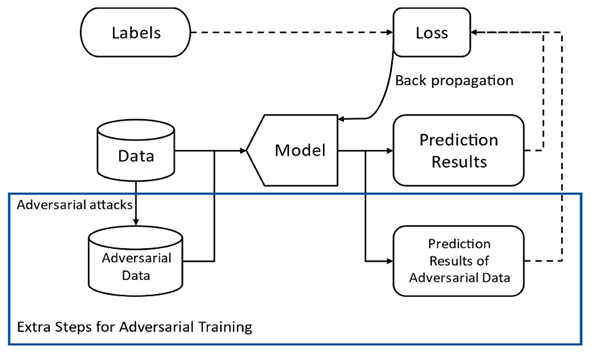 Labels
Loss
Back propagation
Data
Model
Prediction
Results
Adversarial attacks
Adversarial
Data
Prediction
Results of
Adversarial Data
Extra Steps for Adversarial Training